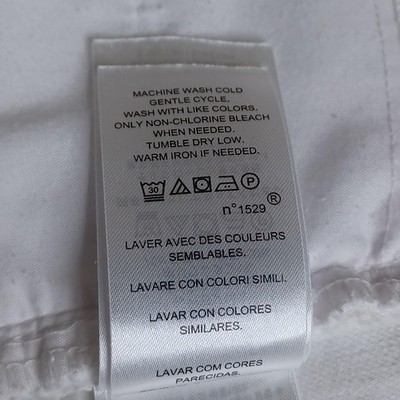 MACHINE WASH COLD
GENTLE CYCLE,
WASH WITH LIKE COLORS.
ONLY NON-CHLORINE BLEACH
WHEN NEEDED.
TUMBLE DRY LOW.
WARM IRON IF NEEDED.
30 P
n°1529 ®
LAVER AVEC DES COULEURS
SEMBLABLES.
LAVARE CON COLORI SIMILI.
LAVAR CON COLORES
SIMILARES.
LAVAR COM CORES
PARECIDAS.